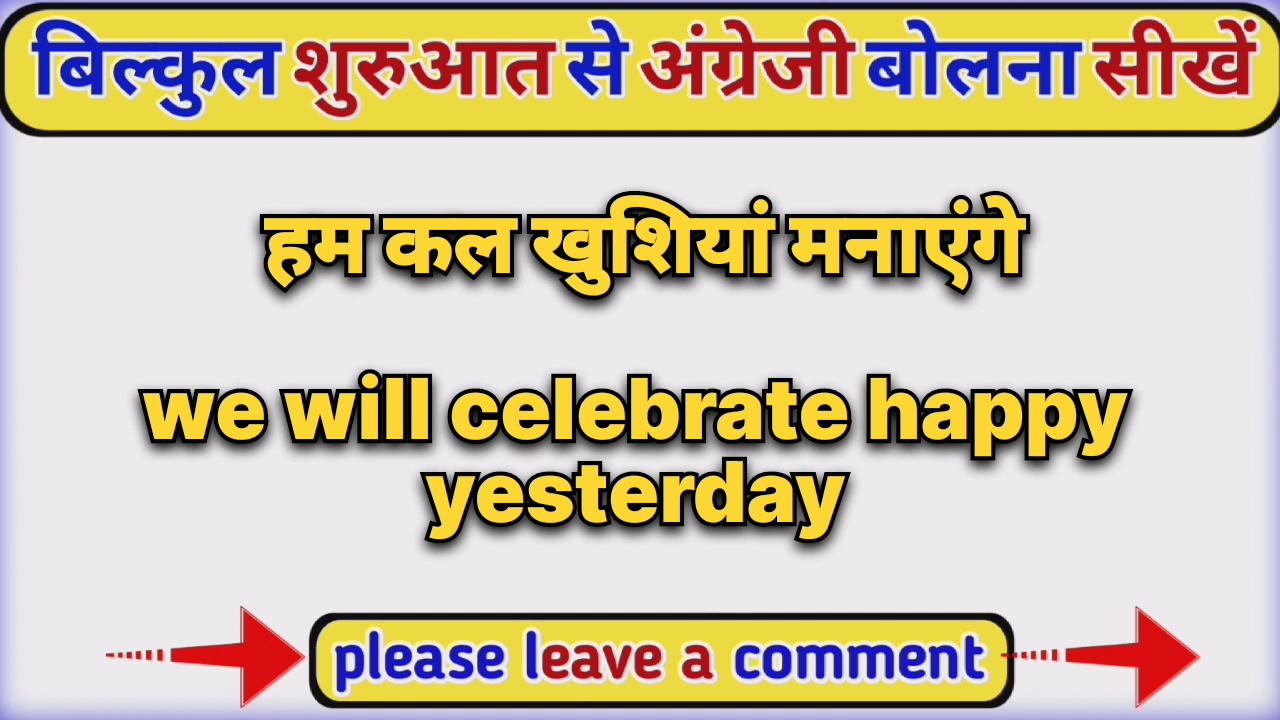 बिल्कुल शुरुआत से अंग्रेजी बोलना सीखें
हम कल खुशियां मनाएंगे
we will celebrate happy
yesterday
please leave a comment